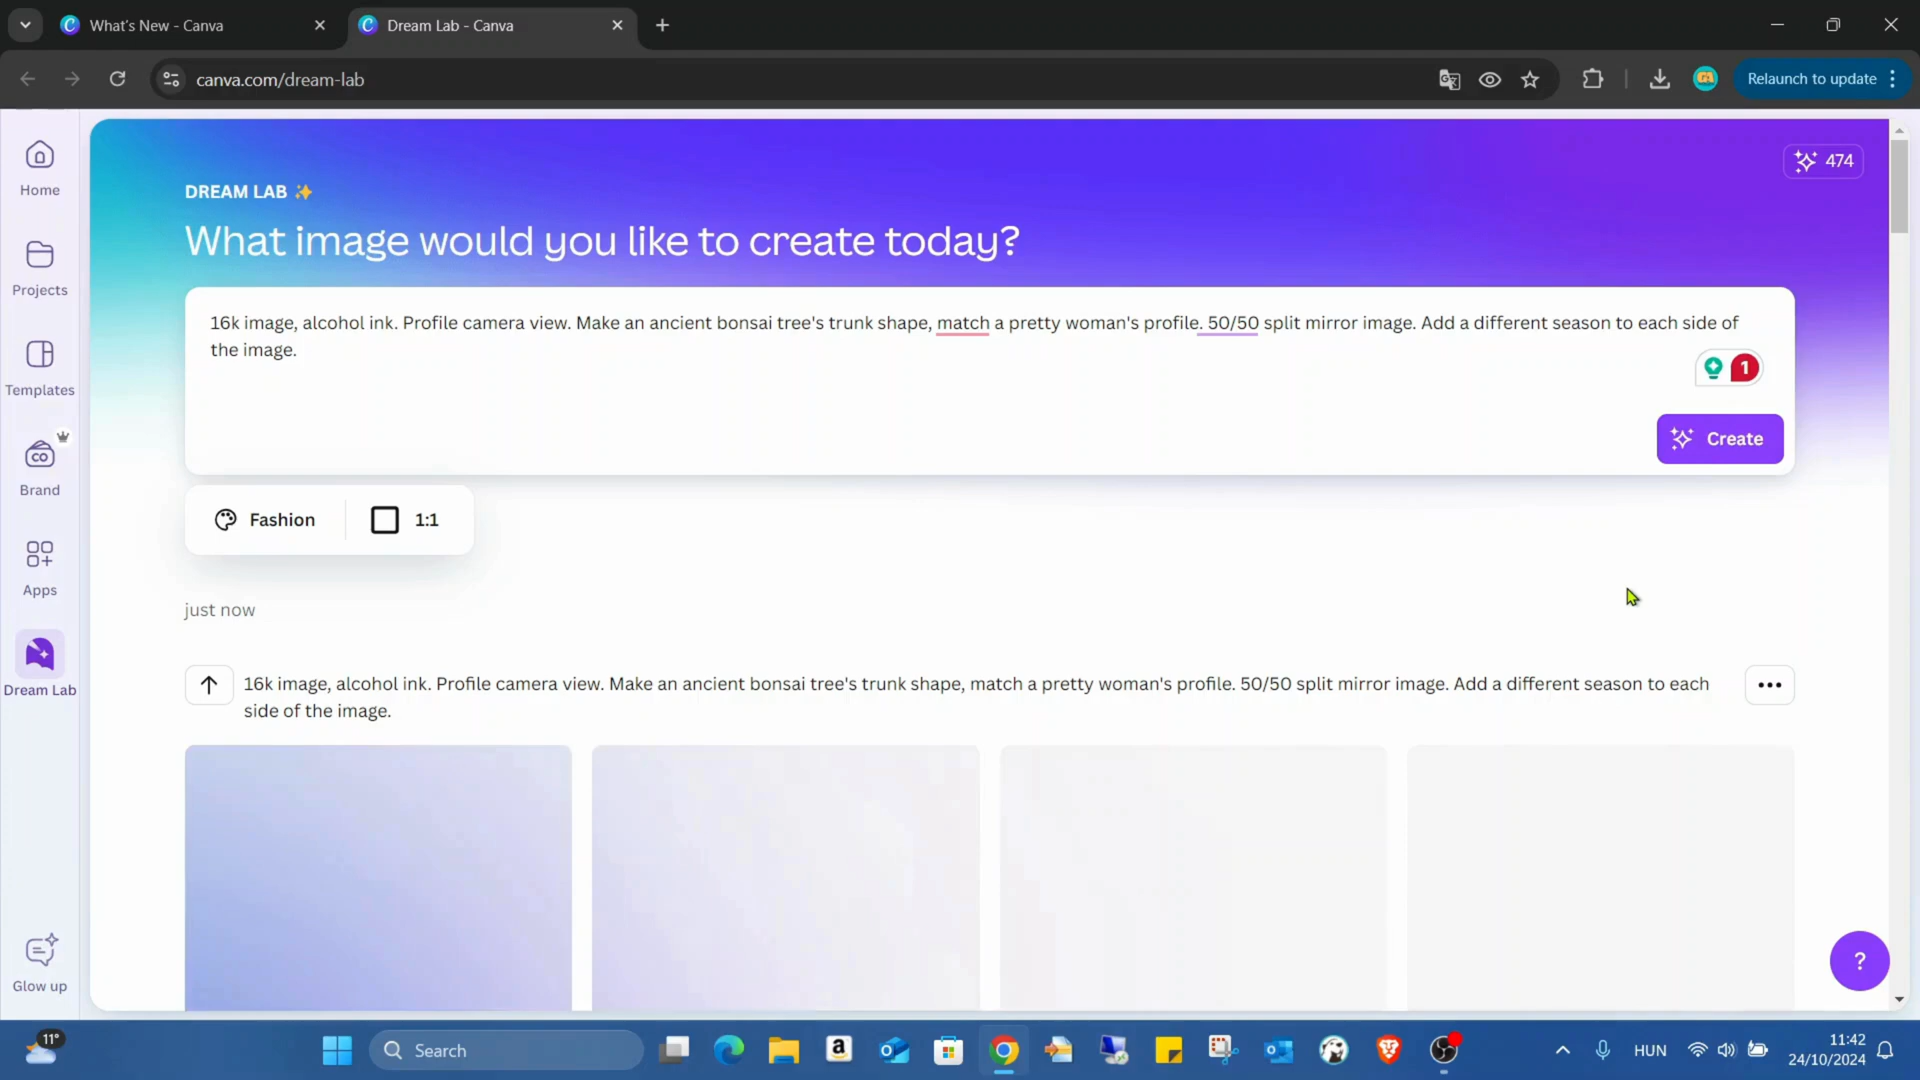 What's New - Canva
Dream Lab - Canva
canva.com/dream-lab
Relaunch to update
Home
Projects
Templates
CO
Brand
Apps
Dream Lab
Glow up
474
DREAM LAB ✨
What image would you like to create today?
16k image, alcohol ink. Profile camera view. Make an ancient bonsai tree's trunk shape, match a pretty woman's profile. 50/50 split mirror image. Add a different season to each side of
the image.
1
Create
Fashion
1:1
just now
16k image, alcohol ink. Profile camera view. Make an ancient bonsai tree's trunk shape, match a pretty woman's profile. 50/50 split mirror image. Add a different season to each
side of the image.
?
11°
Search
HUN
11:42
24/10/2024